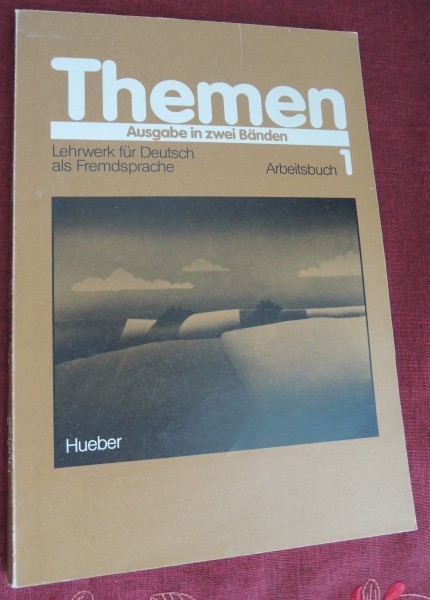 Themen
Ausgabe in zwei Bänden
Lehrwerk für Deutsch
als Fremdsprache
Arbeitsbuch 1
Hueber